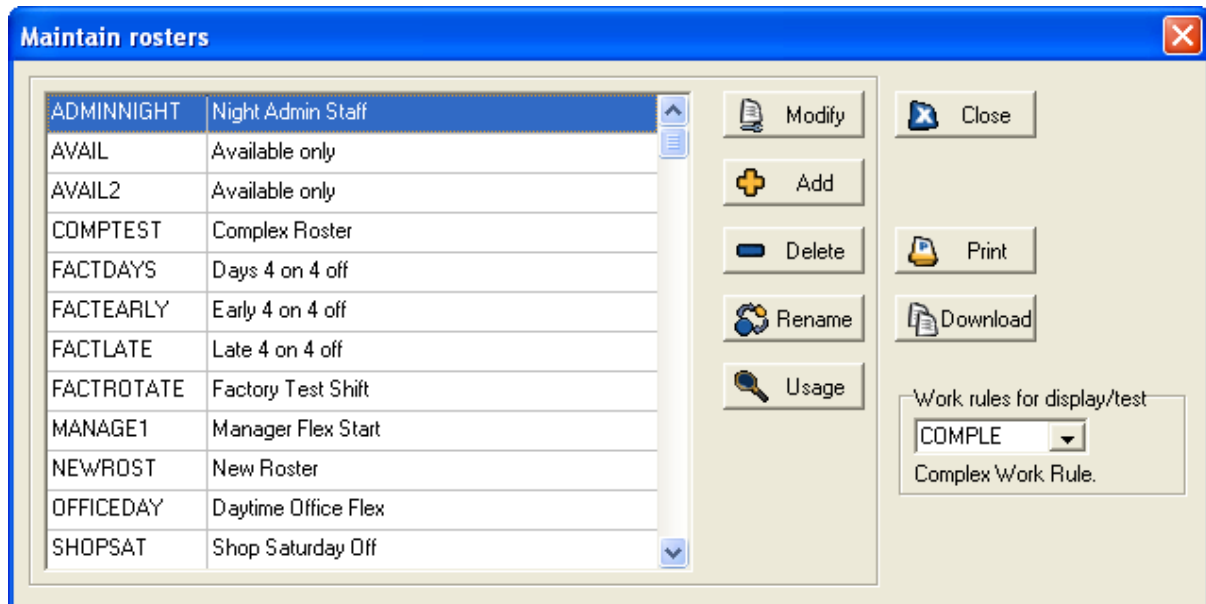 Maintain rosters
ADMINNIGHT Night Admin Staff
AVAIL Available only
AVAIL2 Available only
COMPTEST Complex Roster
FACTDAYS Days 4 on 4 off
FACTEARLY Early 4 on 4 off
FACTLATE Late 4 on 4 off
FACTROTATE Factory Test Shift
MANAGE1 Manager Flex Start
NEWROST New Roster
OFFICEDAY Daytime Office Flex
SHOPSAT Shop Saturday Off
Modify
Add
Delete
Rename
Usage
Close
Print
Download
Work rules for display/test
COMPLE
Complex Work Rule.